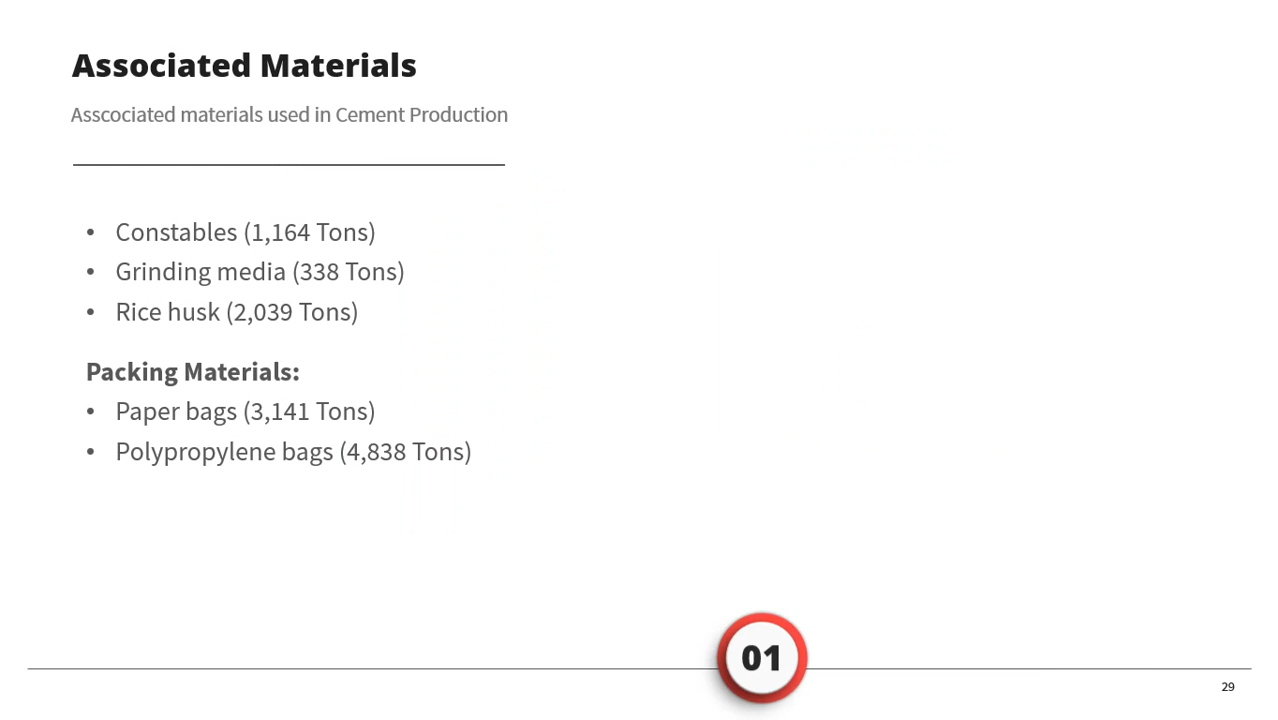 Associated Materials
Asscociated materials used in Cement Production
• Constables (1,164 Tons)
• Grinding media (338 Tons)
• Rice husk (2,039 Tons)
Packing Materials:
• Paper bags (3,141 Tons)
• Polypropylene bags (4,838 Tons)
01
29